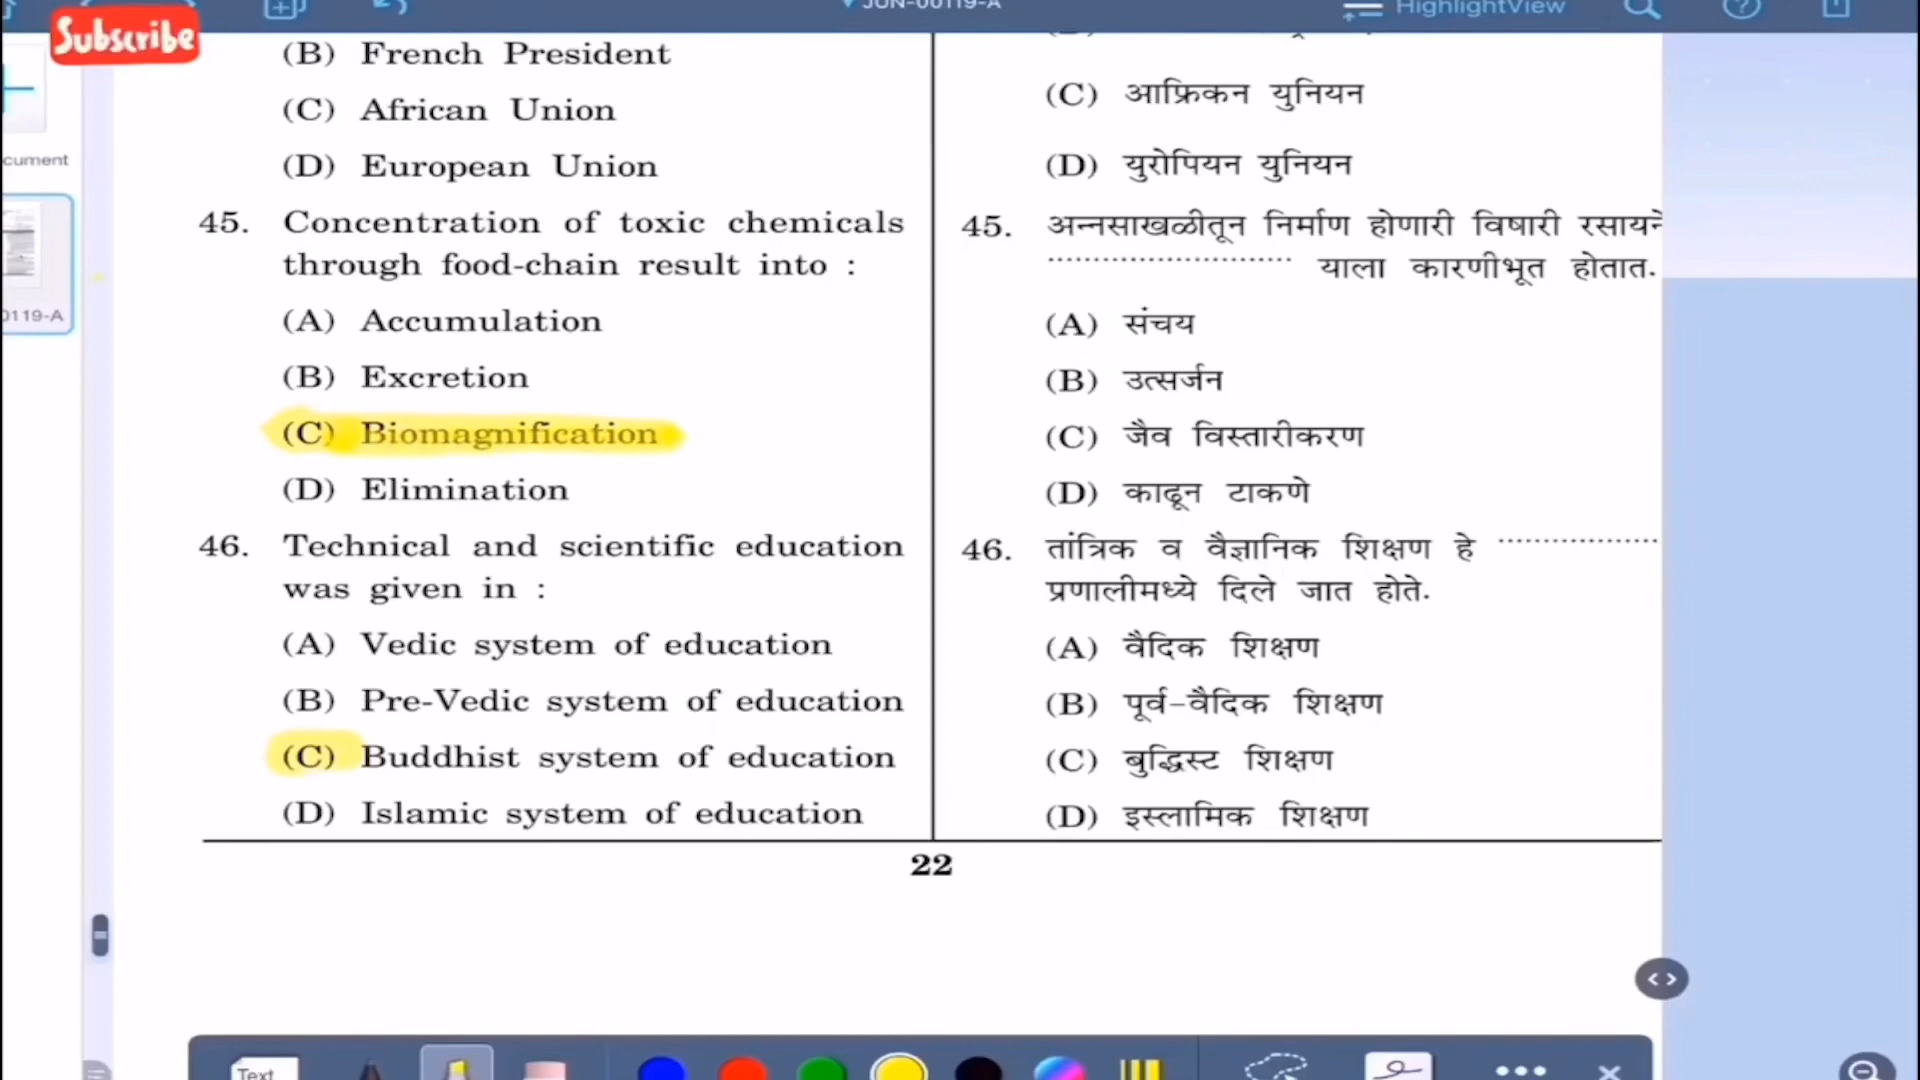 JUN-00119-A
HighlightView
Subscribe
cument
0119-A
(B) French President
(C) African Union
(D) European Union
45. Concentration of toxic chemicals
through food-chain result into :
(A) Accumulation
(B) Excretion
(C) Biomagnification
(D) Elimination
46. Technical and scientific education
was given in :
(A) Vedic system of education
(B) Pre-Vedic system of education
(C) Buddhist system of education
(D) Islamic system of education
(C) आफ्रिकन युनियन
(D) युरोपियन युनियन
45. अन्नसाखळीतून निर्माण होणारी विषारी रसायने
........................ याला कारणीभूत होतात.
(A) संचय
(B) उत्सर्जन
(C) जैव विस्तारीकरण
(D) काढून टाकणे
46. तांत्रिक व वैज्ञानिक शिक्षण हे ................
प्रणालीमध्ये दिले जात होते.
(A) वैदिक शिक्षण
(B) पूर्व-वैदिक शिक्षण
(C) बुद्धिस्ट शिक्षण
(D) इस्लामिक शिक्षण
22
Text